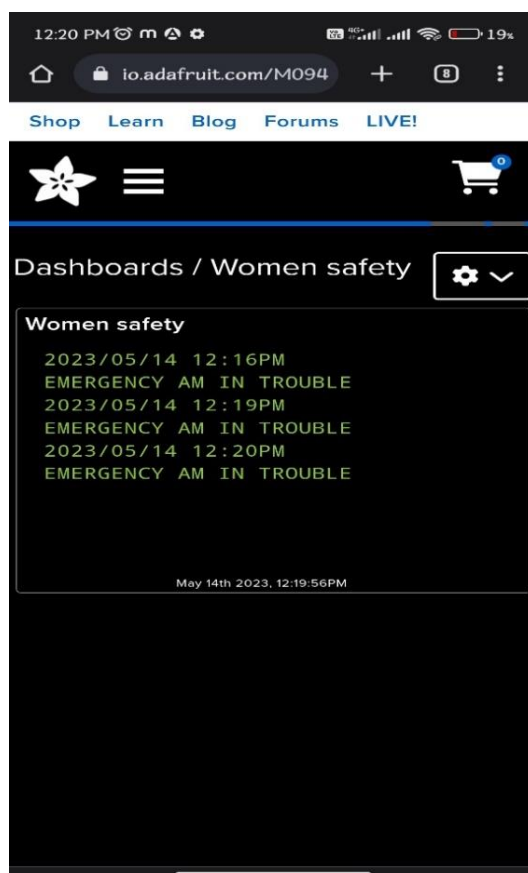 12:20 PM
4G+
19%
io.adafruit.com/M094
8
Shop Learn Blog Forums LIVE!
0
Dashboards / Women safety
Women safety
2023/05/14 12:16PM
EMERGENCY AM IN TROUBLE
2023/05/14 12:19PM
EMERGENCY AM IN TROUBLE
2023/05/14 12:20PM
EMERGENCY AM IN TROUBLE
May 14th 2023, 12:19:56PM